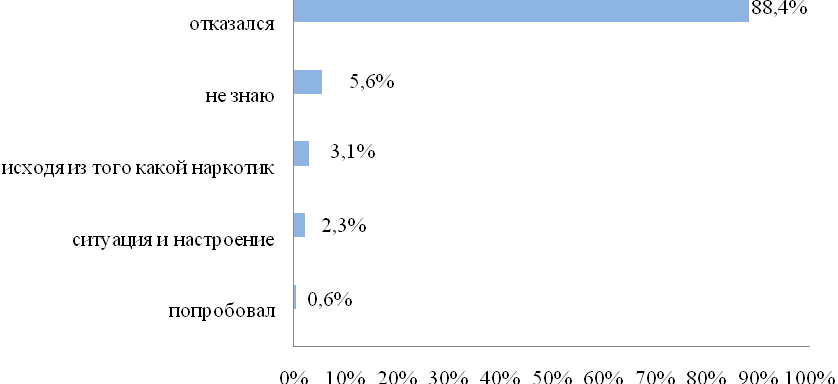 отказался 88,4%
не знаю 5,6%
исходя из того какой наркотик 3,1%
ситуация и настроение 2,3%
попробовал 0,6%
0% 10% 20% 30% 40% 50% 60% 70% 80% 90% 100%